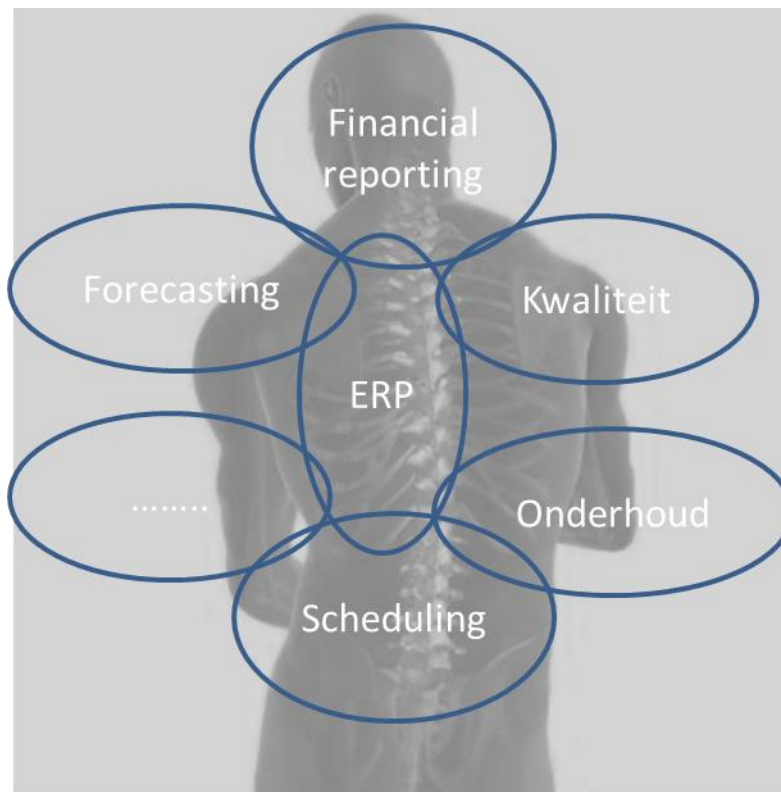 Financial
reporting
Forecasting
Kwaliteit
ERP
........
Onderhoud
Scheduling